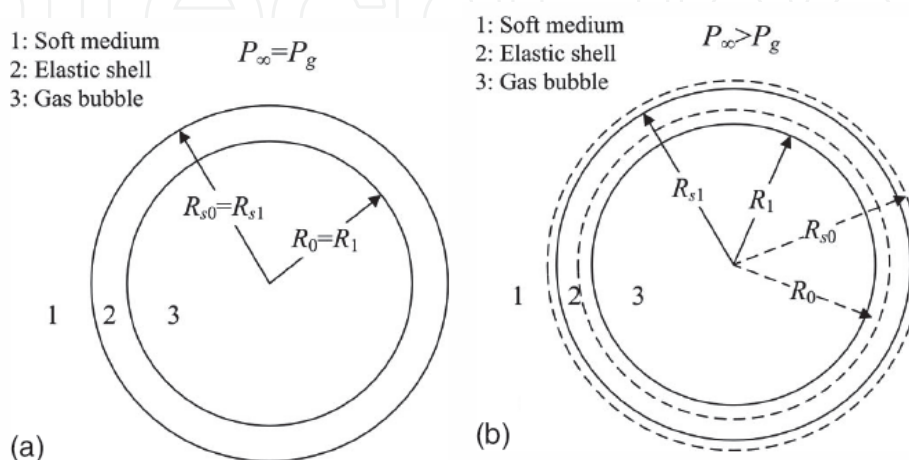 1: Soft medium
2: Elastic shell
3: Gas bubble
P∞=Pg
Rs0=Rs1
R0=R1
1 2 3
(a)
1: Soft medium
2: Elastic shell
3: Gas bubble
P∞>Pg
Rs1
R1
Rs0
R0
1 2 3
(b)